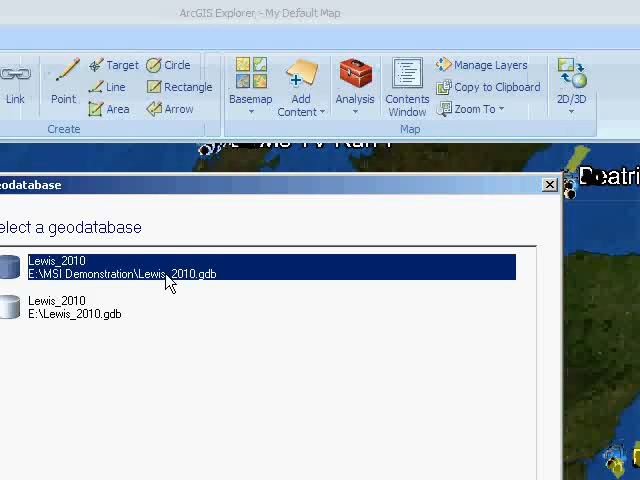 ArcGIS Explorer - My Default Map
Link
Point
Target
Line
Area
Circle
Rectangle
Arrow
Create
Basemap
Add Content
Analysis
Contents Window
Manage Layers
Copy to Clipboard
Zoom To
Map
2D/3D
Beatri
eodatabase
elect a geodatabase
Lewis_2010
E:\MSI Demonstration\Lewis_2010.gdb
Lewis_2010
E:\Lewis_2010.gdb